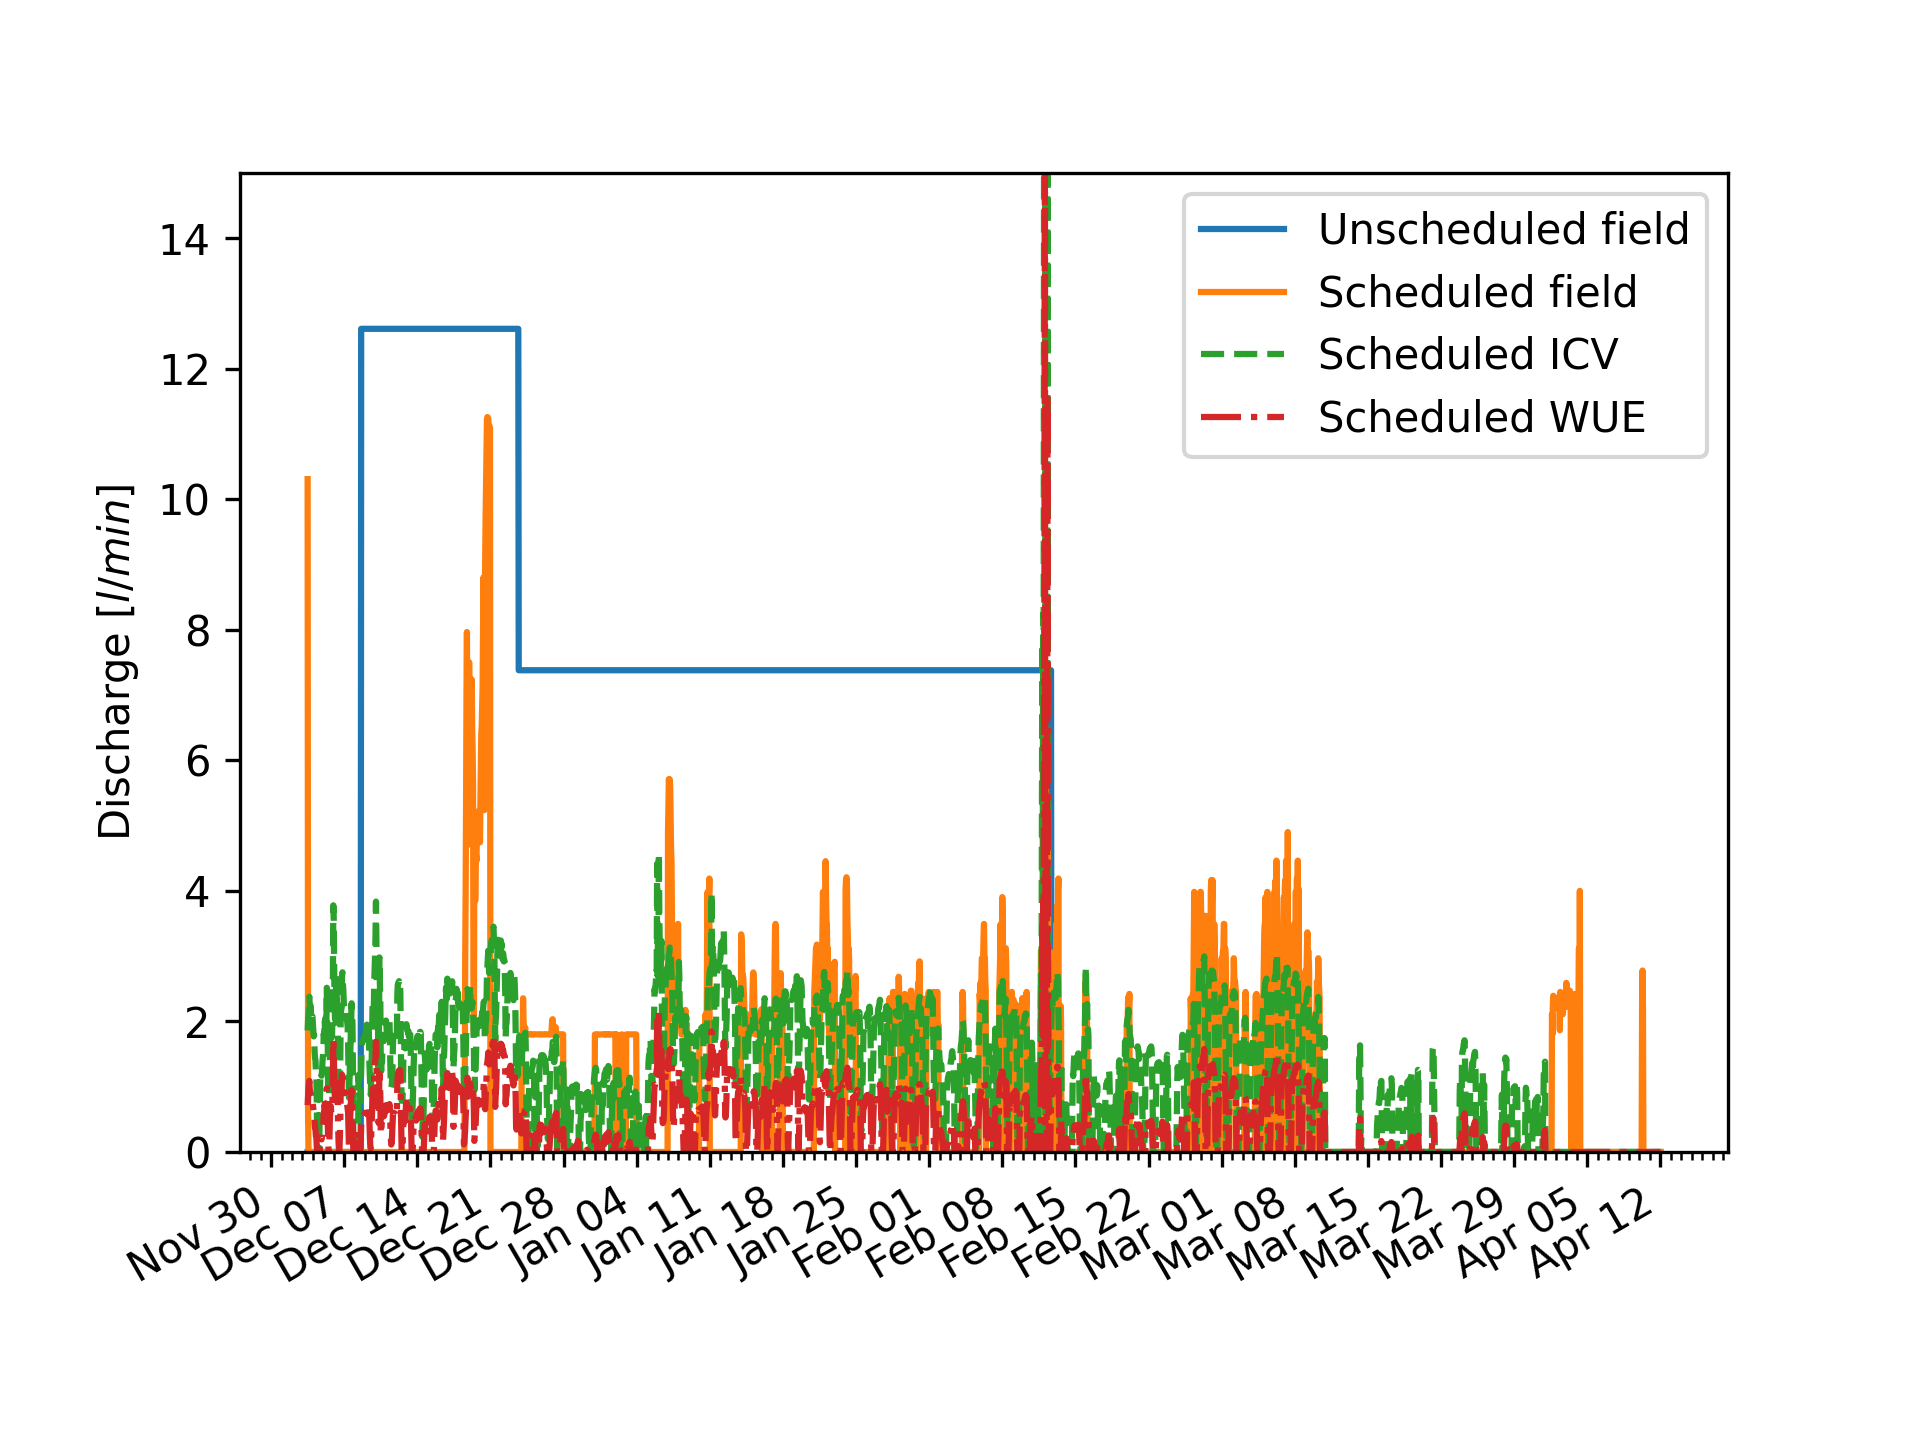 Unscheduled field
Scheduled field
Scheduled ICV
Scheduled WUE
Discharge [l/min]
14
12
10
8
6
4
2
0
Nov 30
Dec 07
Dec 14
Dec 21
Dec 28
Jan 04
Jan 11
Jan 18
Jan 25
Feb 01
Feb 08
Feb 15
Feb 22
Mar 01
Mar 08
Mar 15
Mar 22
Mar 29
Apr 05
Apr 12